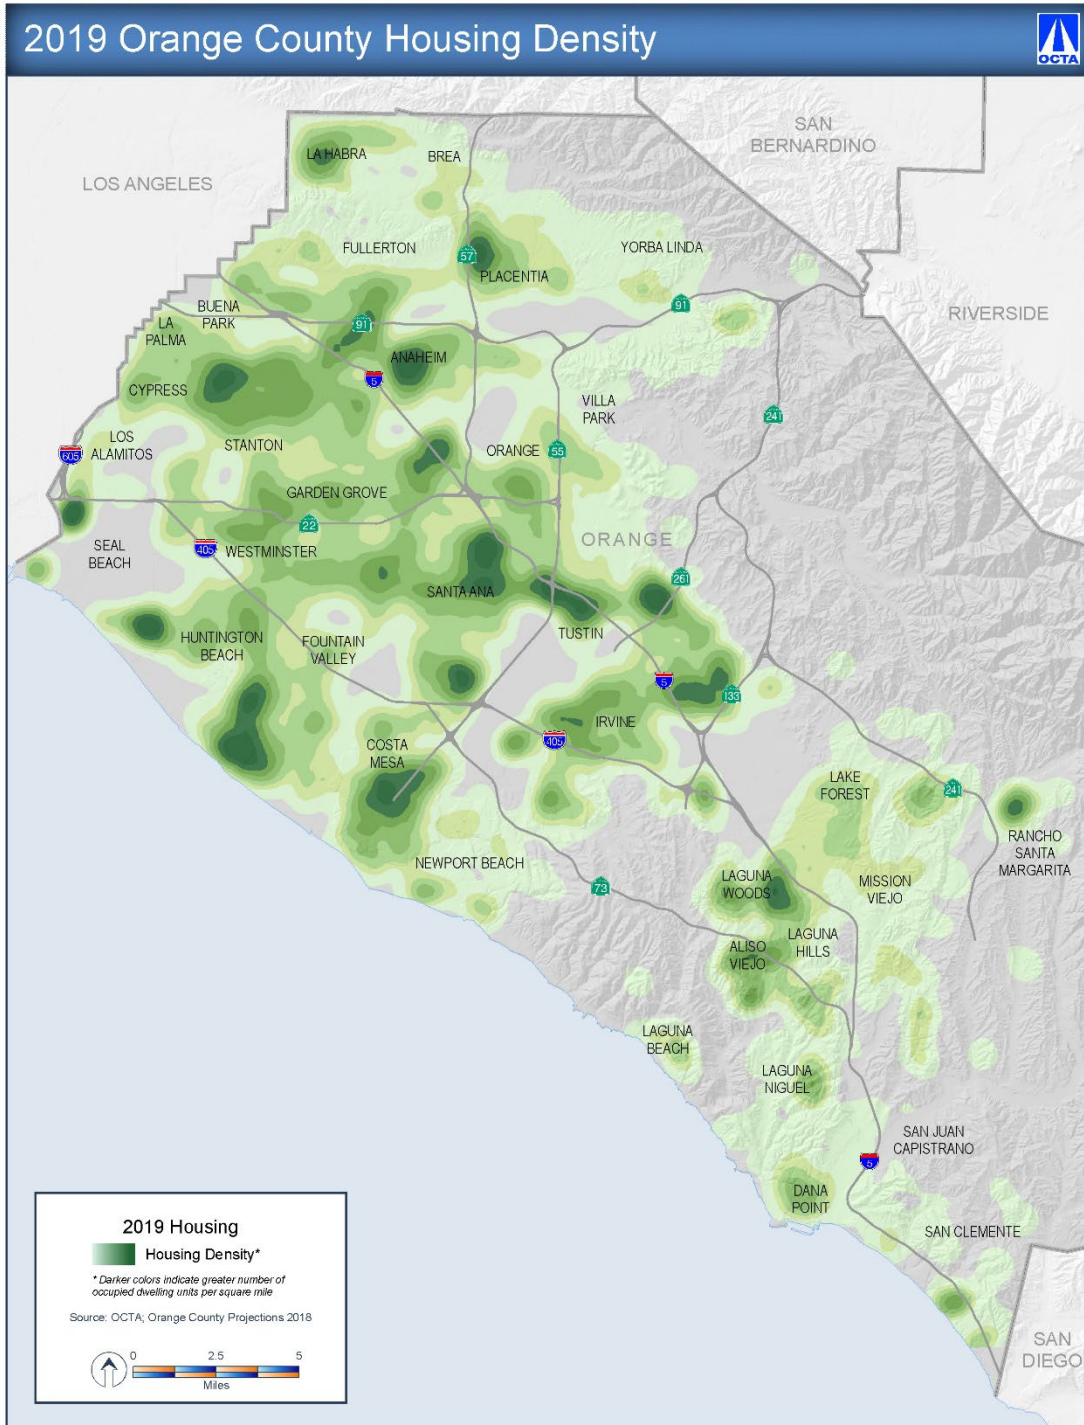 2019 Orange County Housing Density
OCTA
SAN
BERNARDINO
LOS ANGELES
LA HABRA
BREA
FULLERTON
57
PLACENTIA
YORBA LINDA
91
RIVERSIDE
BUENA
PARK
LA
PALMA
91
ANAHEIM
5
CYPRESS
VILLA
PARK
241
LOS
ALAMITOS
605
STANTON
ORANGE
55
GARDEN GROVE
22
SEAL
BEACH
405
WESTMINSTER
ORANGE
261
SANTA ANA
TUSTIN
HUNTINGTON
BEACH
FOUNTAIN
VALLEY
5
133
IRVINE
405
COSTA
MESA
LAKE
FOREST
241
RANCHO
SANTA
MARGARITA
NEWPORT BEACH
73
LAGUNA
WOODS
MISSION
VIEJO
LAGUNA
HILLS
ALISO
VIEJO
LAGUNA
BEACH
LAGUNA
NIGUEL
SAN JUAN
CAPISTRANO
5
DANA
POINT
SAN CLEMENTE
SAN
DIEGO
2019 Housing
Housing Density*
* Darker colors indicate greater number of
occupied dwelling units per square mile
Source: OCTA; Orange County Projections 2018
0 2.5 5
Miles